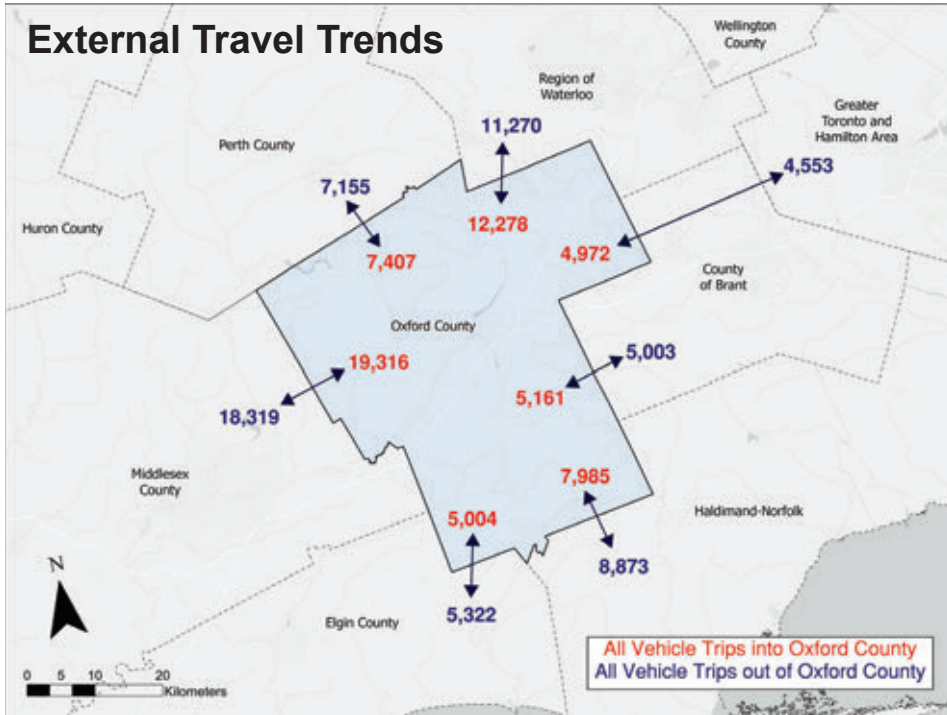 External Travel Trends
Wellington
County
Region of
Waterloo
Greater
Toronto and
Hamilton Area
11,270
Perth County
4,553
7,155
12,278
Huron County
4,972
7,407
County
of Brant
Oxford County
5,003
19,316
5,161
18,319
Middlesex
County
7,985
Haldimand-Norfolk
5,004
8,873
N
5,322
Elgin County
All Vehicle Trips into Oxford County
All Vehicle Trips out of Oxford County
0 5 10 20
Kilometers